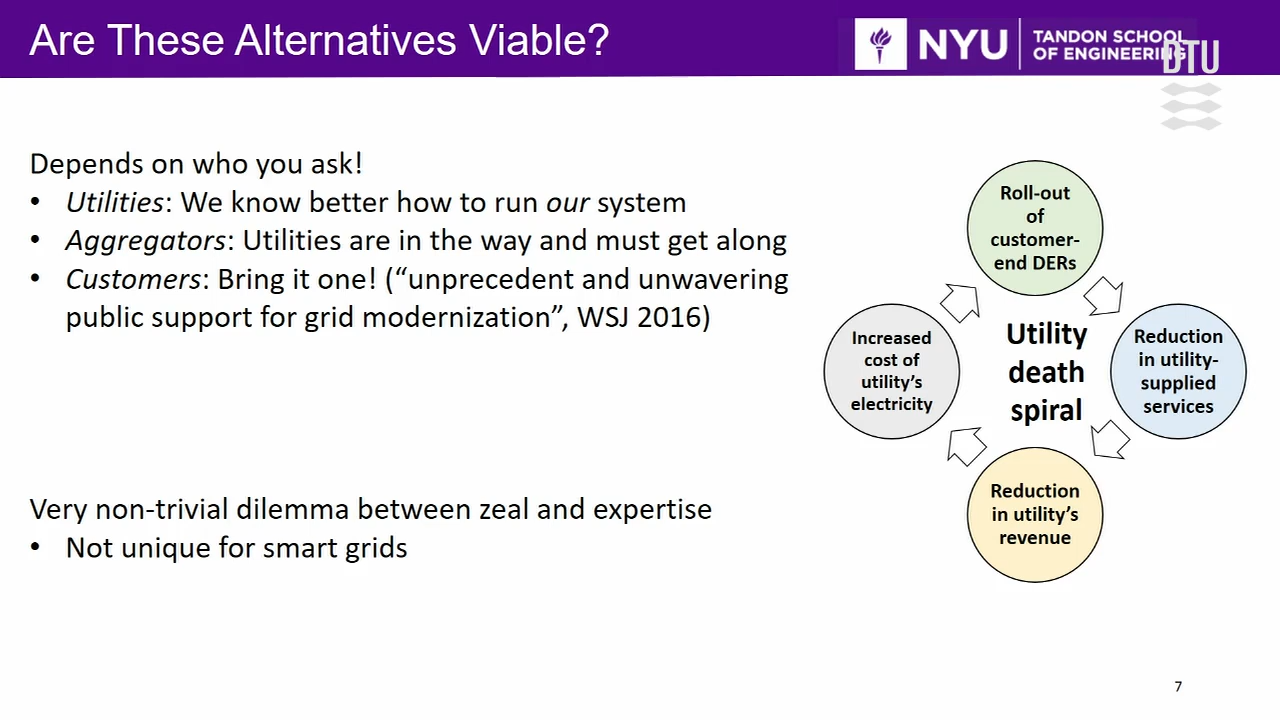 Are These Alternatives Viable?
NYU
TANDON SCHOOL
OF ENGINEERING
DTU
Depends on who you ask!
• Utilities: We know better how to run our system
• Aggregators: Utilities are in the way and must get along
• Customers: Bring it one! (“unprecedent and unwavering
public support for grid modernization”, WSJ 2016)
Very non-trivial dilemma between zeal and expertise
• Not unique for smart grids
Roll-out
of
customer-
end DERs
Reduction
in utility-
supplied
services
Reduction
in utility’s
revenue
Increased
cost of
utility’s
electricity
Utility
death
spiral
7